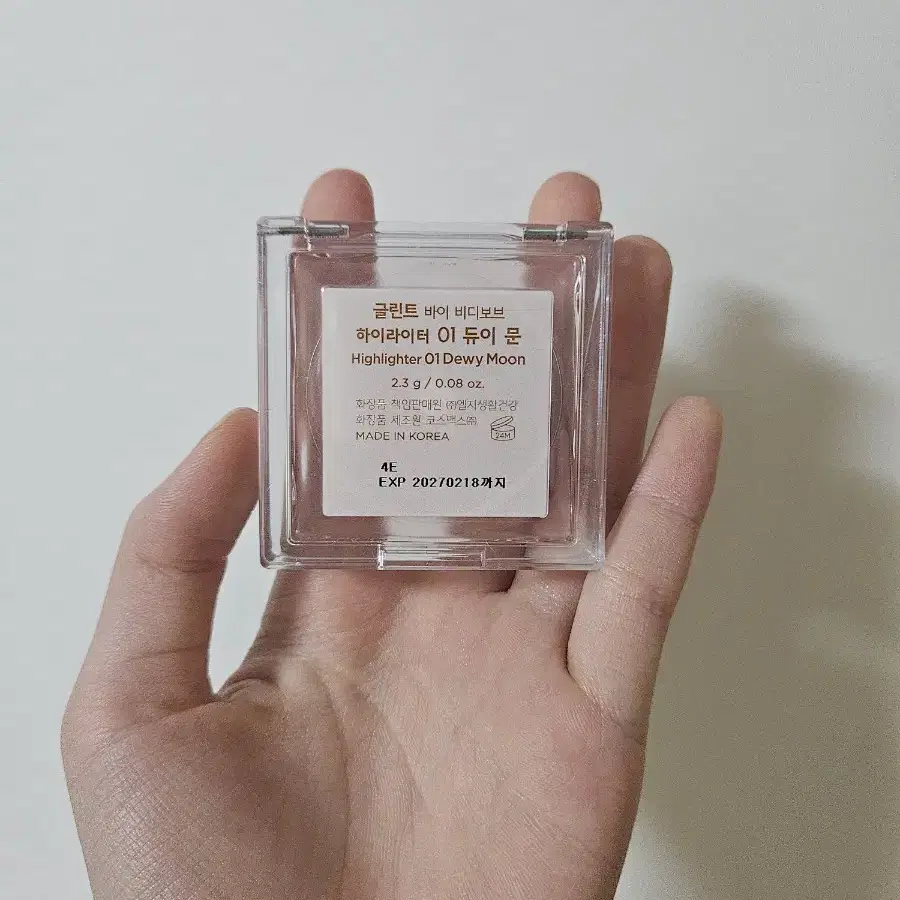 글린트 바이 비디보브
하이라이터 01 듀이 문
Highlighter 01 Dewy Moon
2.3 g / 0.08 oz.
화장품 책임판매원 ㈜엘지생활건강
화장품 제조원 코스맥스㈜
MADE IN KOREA
24M
4E
EXP 20270218까지